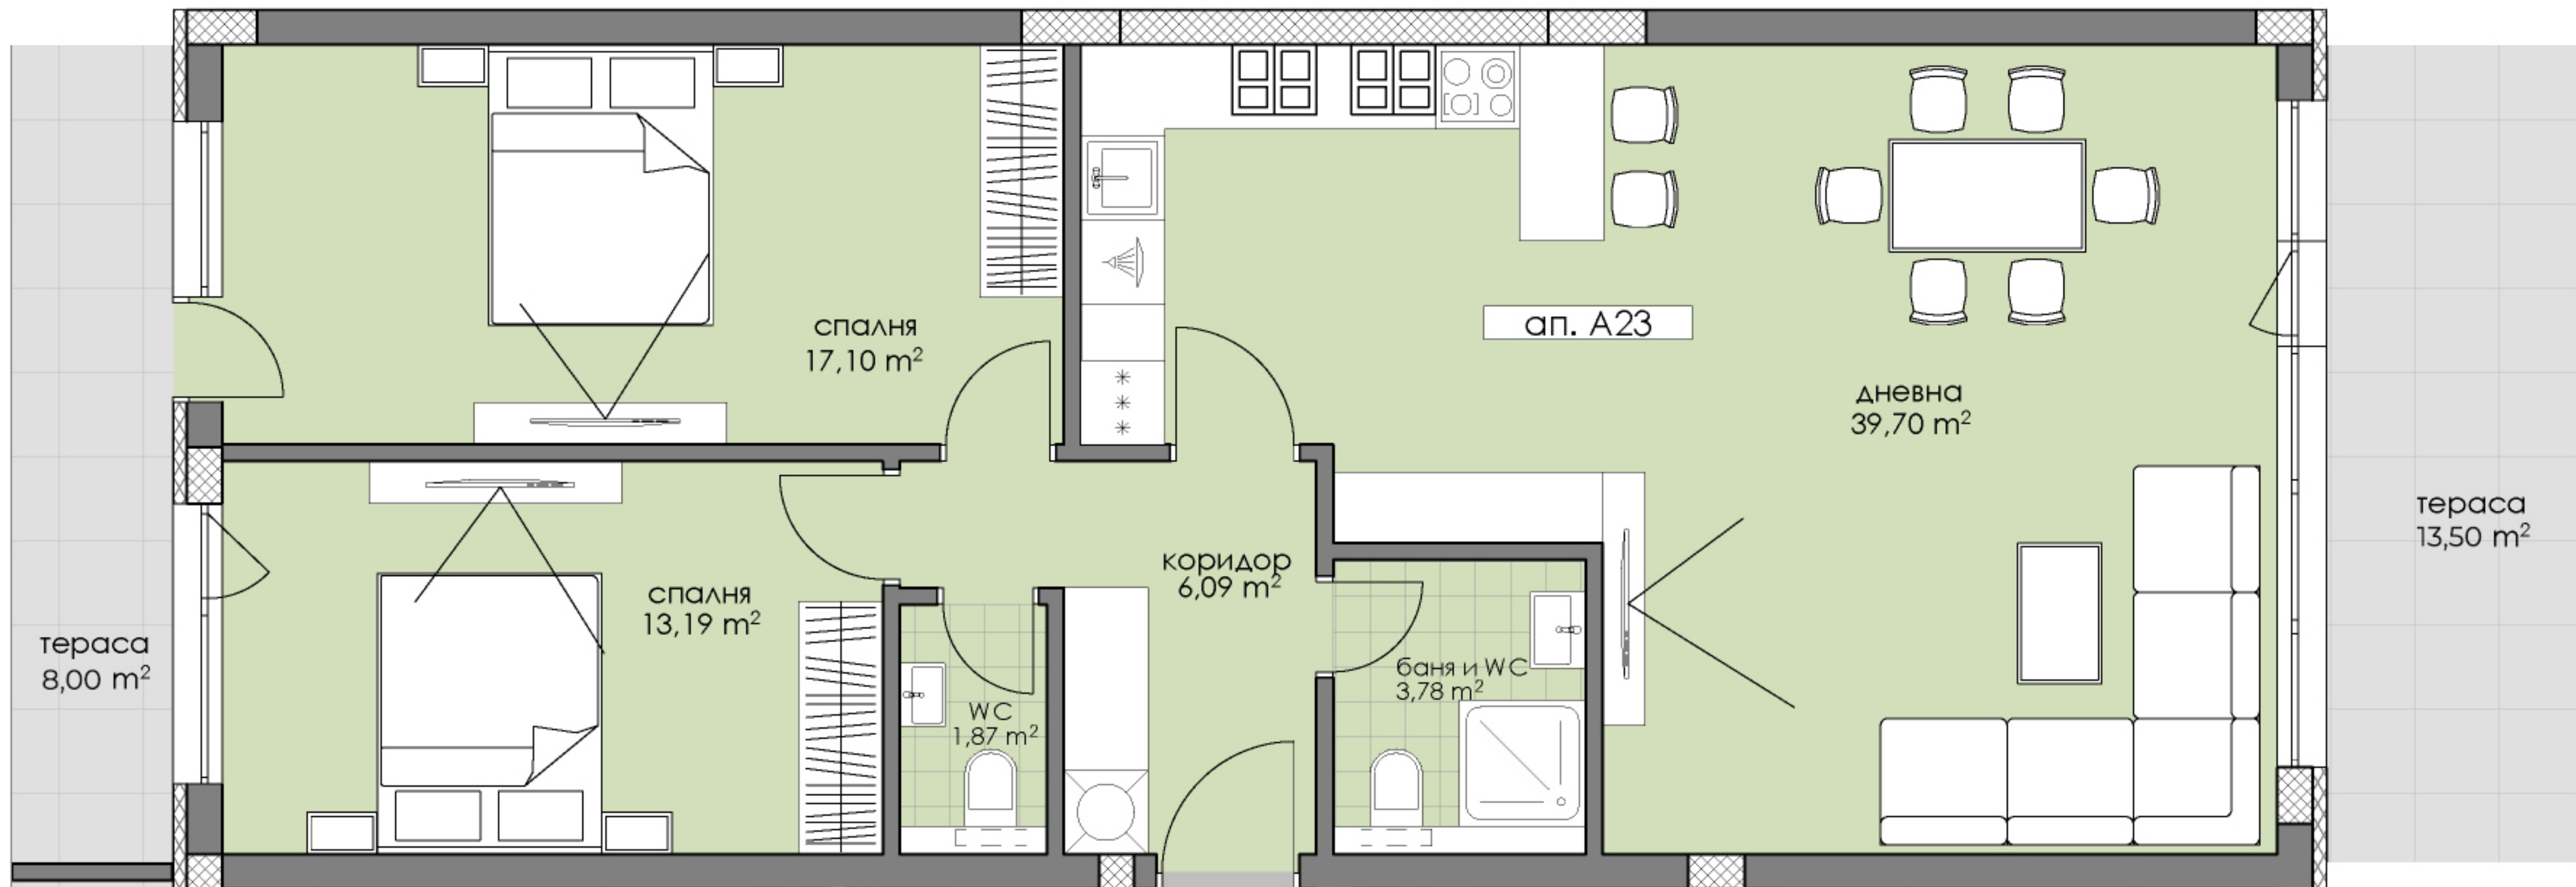 спалня
17,10 m²
ап. А23
дневна
39,70 m²
тераса
13,50 m²
коридор
6,09 m²
спалня
13,19 m²
тераса
8,00 m²
баня и WC
3,78 m²
WC
1,87 m²